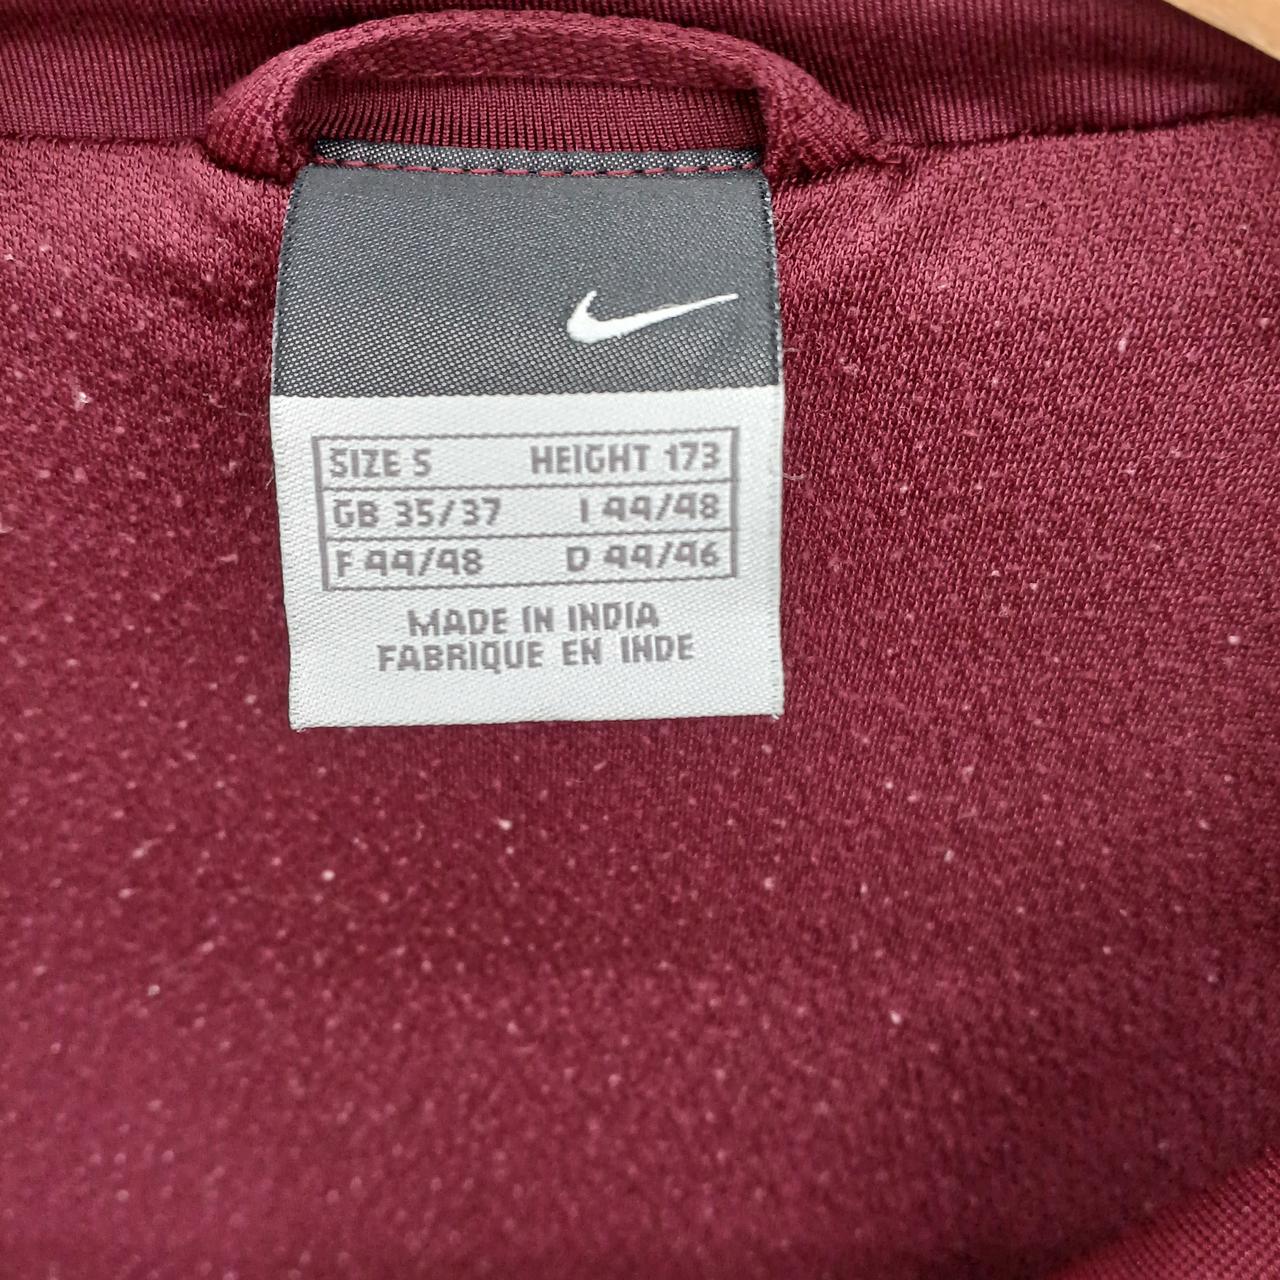 SIZE S HEIGHT 173
GB 35/37 I 44/48
F 44/48 D 44/46
MADE IN INDIA
FABRIQUE EN INDE